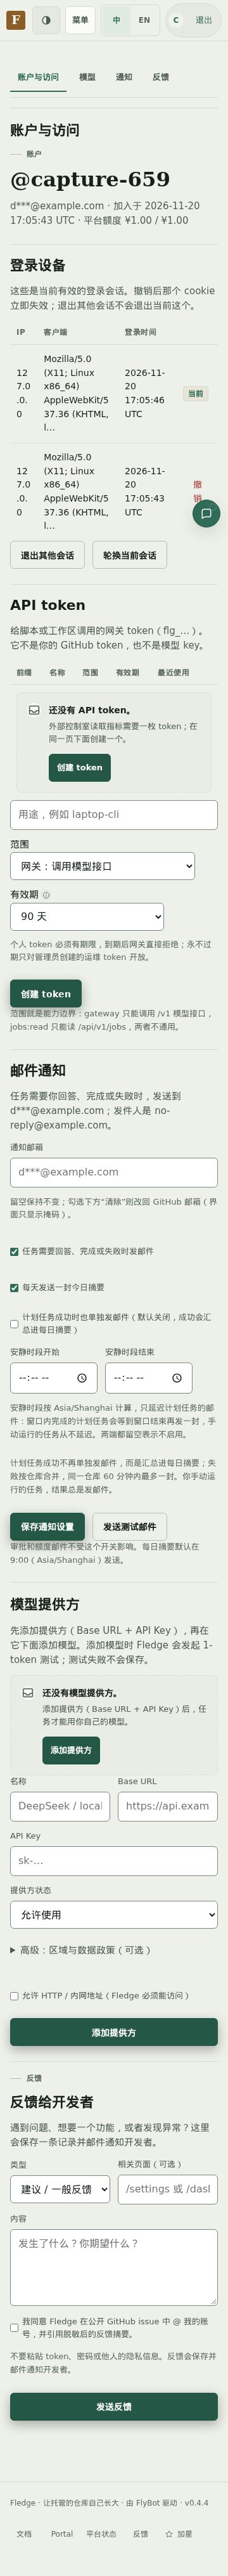 F 菜单 中 EN C 退出
账户与访问 模型 通知 反馈
账户与访问
账户
@capture-659
d***@example.com · 加入于 2026-11-20
17:05:43 UTC · 平台额度 ¥1.00 / ¥1.00
登录设备
这些是当前有效的登录会话。撤销后那个 cookie
立即失效；退出其他会话不会退出当前这个。
IP 客户端 登录时间
127.0.0.0 Mozilla/5.0 (X11; Linux x86_64) AppleWebKit/537.36 (KHTML, l… 2026-11-20 17:05:46 UTC 当前
127.0.0.0 Mozilla/5.0 (X11; Linux x86_64) AppleWebKit/537.36 (KHTML, l… 2026-11-20 17:05:43 UTC 撤销
退出其他会话 轮换当前会话
API token
给脚本或工作区调用的网关 token（flg_…）。
它不是你的 GitHub token，也不是模型 key。
前缀 名称 范围 有效期 最近使用
还没有 API token。
外部控制室读取指标需要一枚 token；在
同一页下面创建一个。
创建 token
用途，例如 laptop-cli
范围
网关：调用模型接口
有效期
90 天
个人 token 必须有期限，到期后网关直接拒绝；永不过
期只对管理员创建的运维 token 开放。
创建 token
范围就是能力边界：gateway 只能调用 /v1 模型接口，
jobs:read 只能读 /api/v1/jobs，两者不通用。
邮件通知
任务需要你回答、完成或失败时，发送到
d***@example.com；发件人是 no-
reply@example.com。
通知邮箱
d***@example.com
留空保持不变；勾选下方“清除”则改回 GitHub 邮箱（界
面只显示掩码）。
任务需要回答、完成或失败时发邮件
每天发送一封今日摘要
计划任务成功时也单独发邮件（默认关闭，成功会汇
总进每日摘要）
安静时段开始 安静时段结束
--:-- -- --:-- --
安静时段按 Asia/Shanghai 计算，只延迟计划任务的邮
件：窗口内完成的计划任务会等到窗口结束再发一封，手
动运行的任务从不延迟。两端都留空表示不启用。
计划任务成功不再单独发邮件，而是汇总进每日摘要；失
败按仓库合并，同一仓库 60 分钟内最多一封。你手动运
行的任务，结果总是发邮件。
保存通知设置 发送测试邮件
审批和额度邮件不受这个开关影响。每日摘要默认在
9:00（Asia/Shanghai）发送。
模型提供方
先添加提供方（Base URL + API Key），再在
它下面添加模型。添加模型时 Fledge 会发起 1-
token 测试；测试失败不会保存。
还没有模型提供方。
添加提供方（Base URL + API Key）后，任
务才能用你自己的模型。
添加提供方
名称 Base URL
DeepSeek / local https://api.exam
API Key
sk-…
提供方状态
允许使用
高级：区域与数据政策（可选）
允许 HTTP / 内网地址（Fledge 必须能访问）
添加提供方
反馈
反馈给开发者
遇到问题、想要一个功能，或者发现异常？这里
会保存一条记录并邮件通知开发者。
类型 相关页面（可选）
建议 / 一般反馈 /settings 或 /dasl
内容
发生了什么？你期望什么？
我同意 Fledge 在公开 GitHub issue 中 @ 我的账
号，并引用脱敏后的反馈摘要。
不要粘贴 token、密码或他人的隐私信息。反馈会保存并
邮件通知开发者。
发送反馈
Fledge · 让托管的仓库自己长大 · 由 FlyBot 驱动 · v0.4.4
文档 Portal 平台状态 反馈 加星